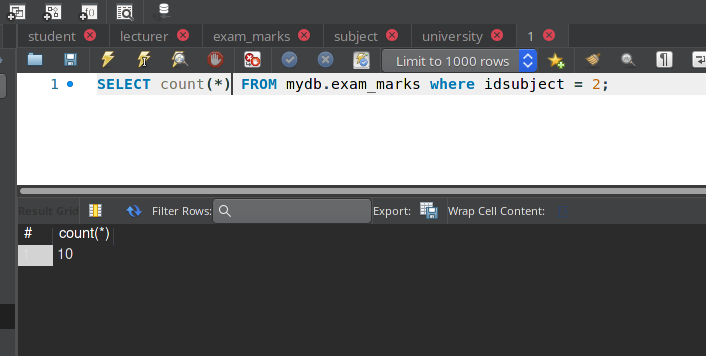 student lecturer exam_marks subject university 1
Limit to 1000 rows
1 SELECT count(*) FROM mydb.exam_marks where idsubject = 2;
Result Grid Filter Rows: Export: Wrap Cell Content:
# count(*)
1 10